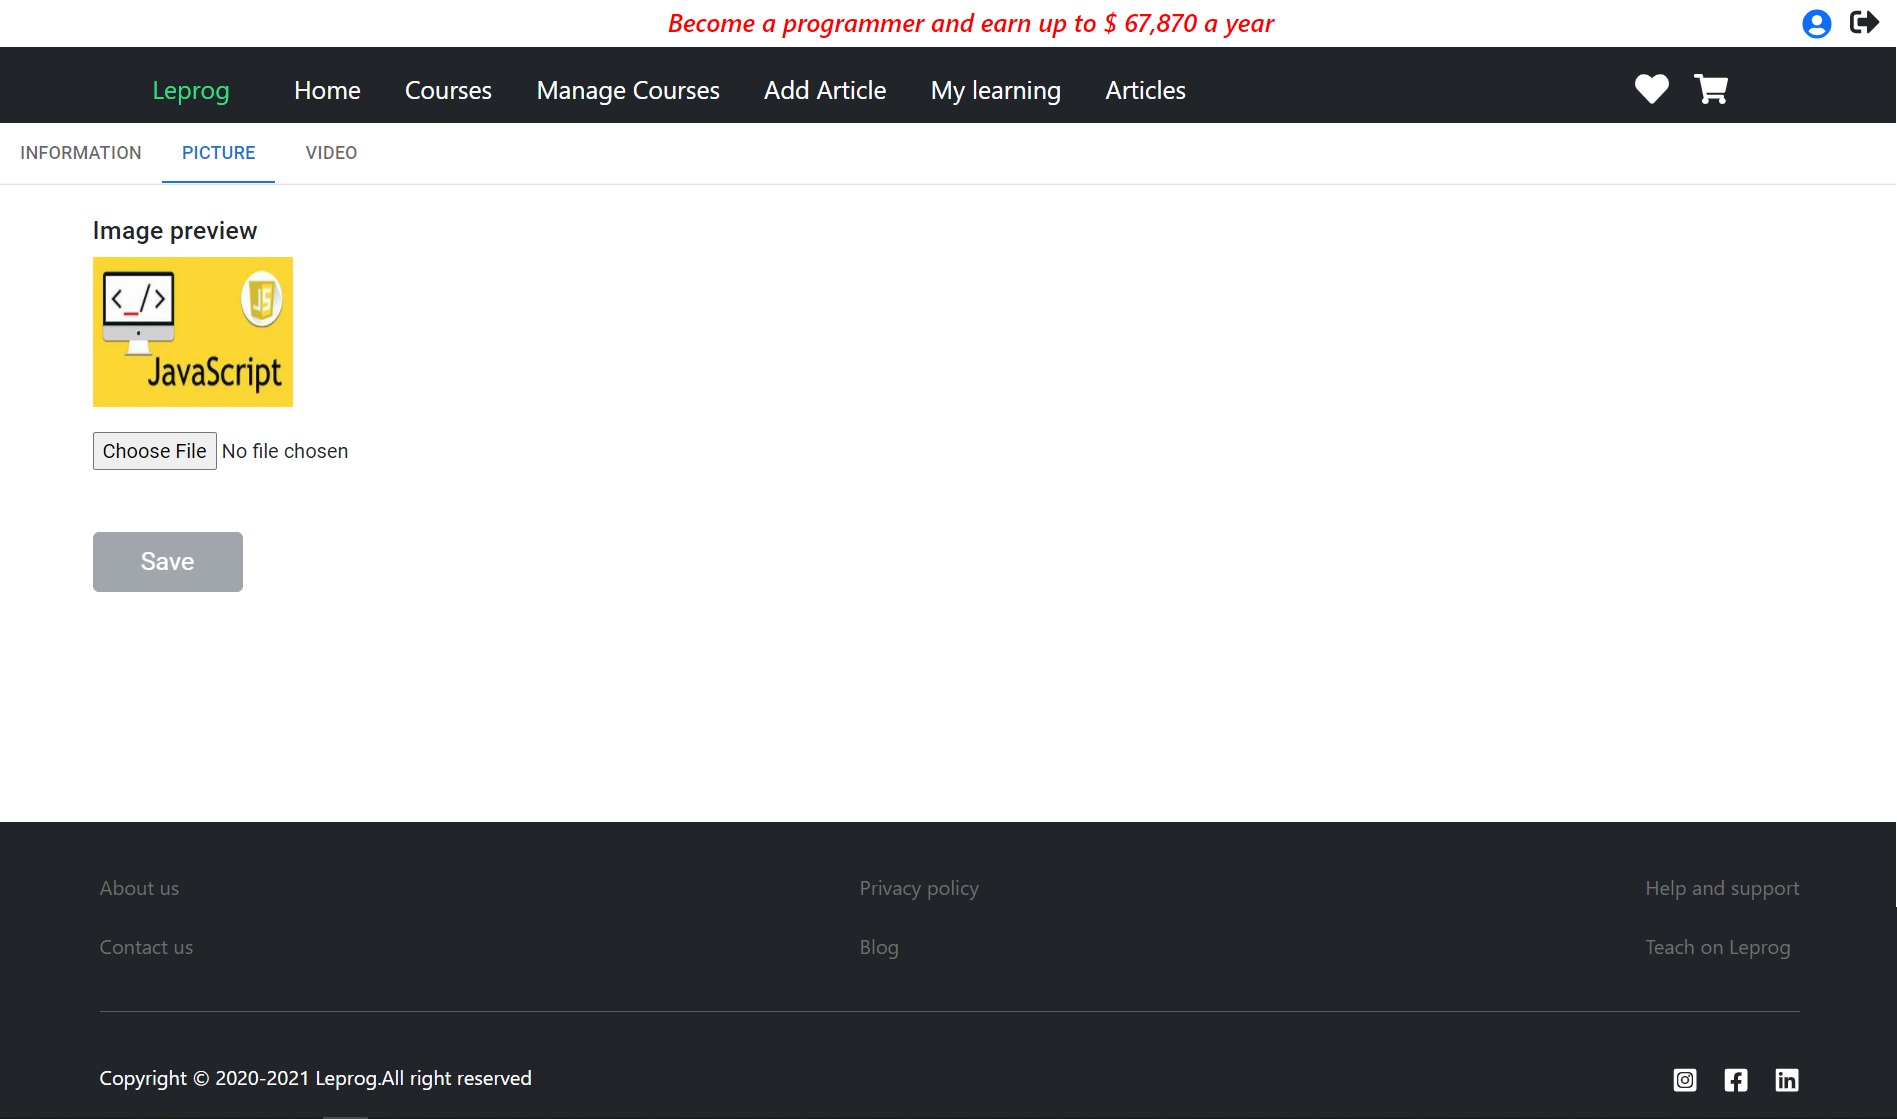 Become a programmer and earn up to $ 67,870 a year
Leprog Home Courses Manage Courses Add Article My learning Articles
INFORMATION PICTURE VIDEO
Image preview
<_/>
JS
JavaScript
Choose File No file chosen
Save
About us Privacy policy Help and support
Contact us Blog Teach on Leprog
Copyright © 2020-2021 Leprog.All right reserved